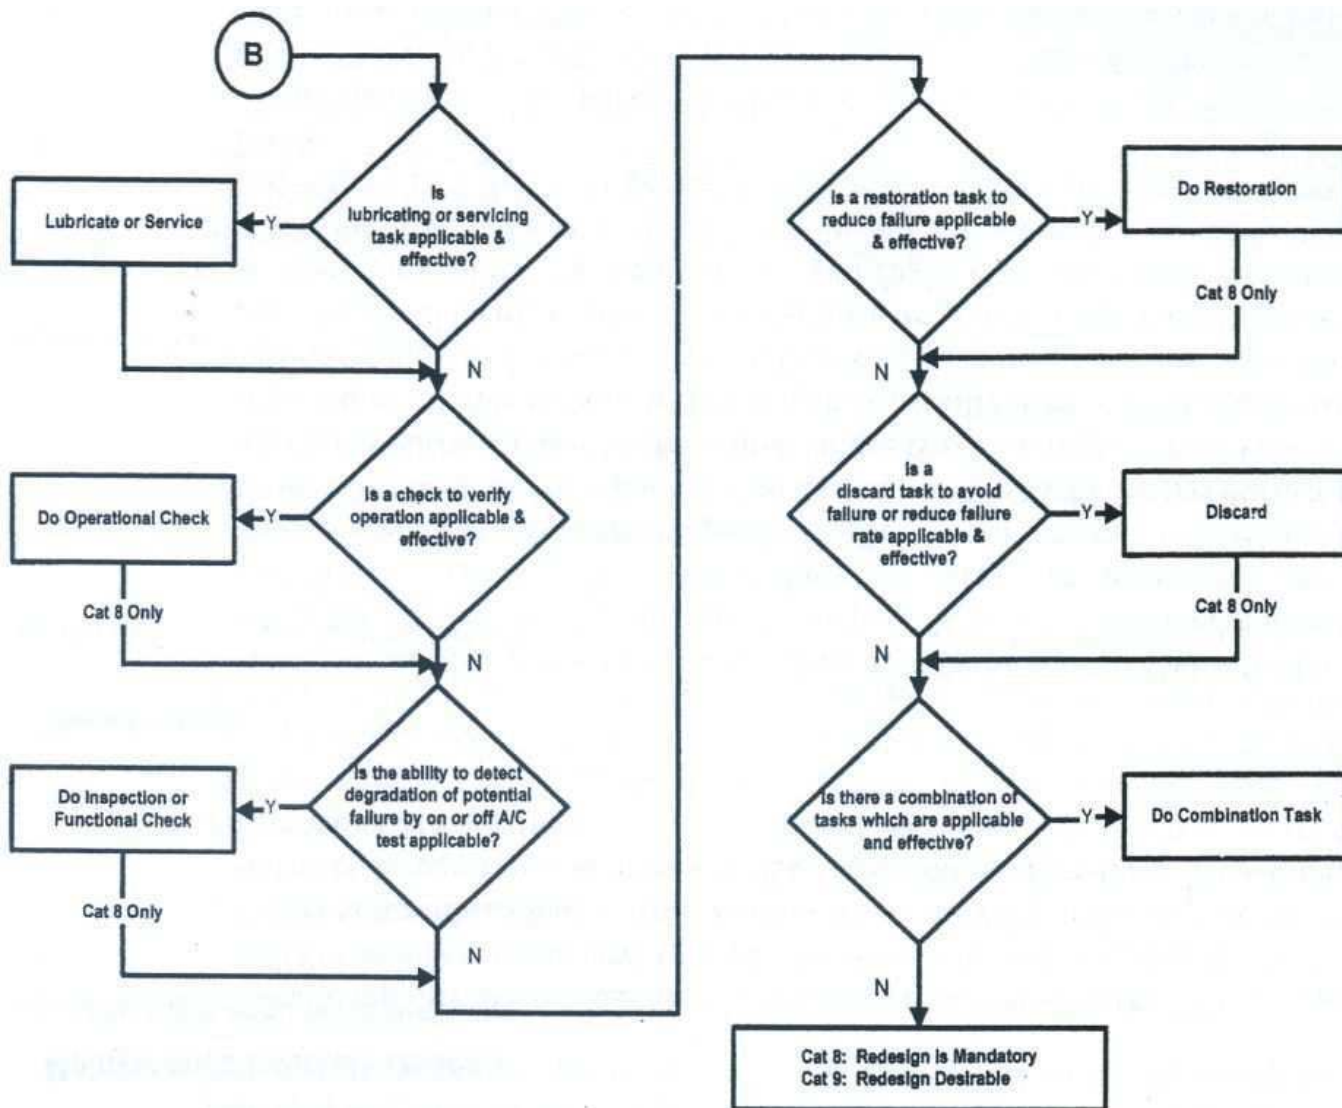 B
Is
lubricating or servicing
task applicable &
effective?
Y
Lubricate or Service
N
Is a check to verify
operation applicable &
effective?
Y
Do Operational Check
Cat 8 Only
N
Is the ability to detect
degradation of potential
failure by on or off A/C
test applicable?
Y
Do Inspection or
Functional Check
Cat 8 Only
N
Is a restoration task to
reduce failure applicable
& effective?
Y
Do Restoration
Cat 8 Only
N
Is a
discard task to avoid
failure or reduce failure
rate applicable &
effective?
Y
Discard
Cat 8 Only
N
Is there a combination of
tasks which are applicable
and effective?
Y
Do Combination Task
N
Cat 8: Redesign is Mandatory
Cat 9: Redesign Desirable